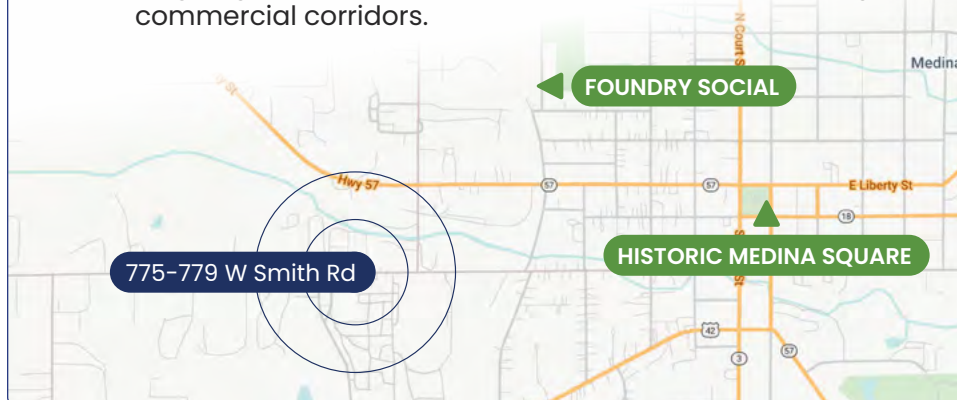 commercial corridors.
N Court S
Medina
FOUNDRY SOCIAL
y St
Hwy 57
57
57
E Liberty St
18
HISTORIC MEDINA SQUARE
775-779 W Smith Rd
S
St
42
3
57